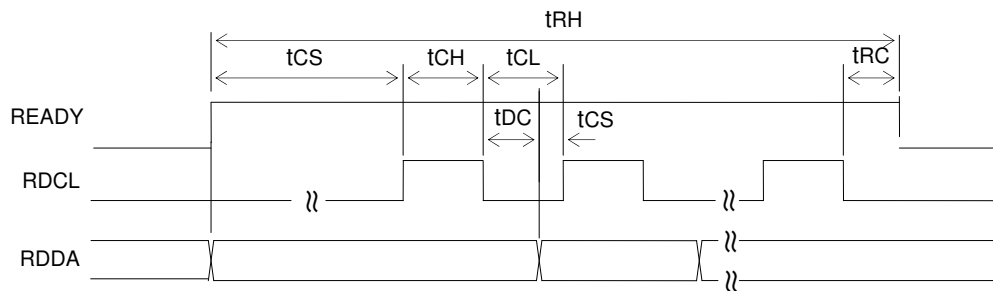 tRH
tCS tCH tCL tRC
READY
tDC tCS
RDCL
RDDA